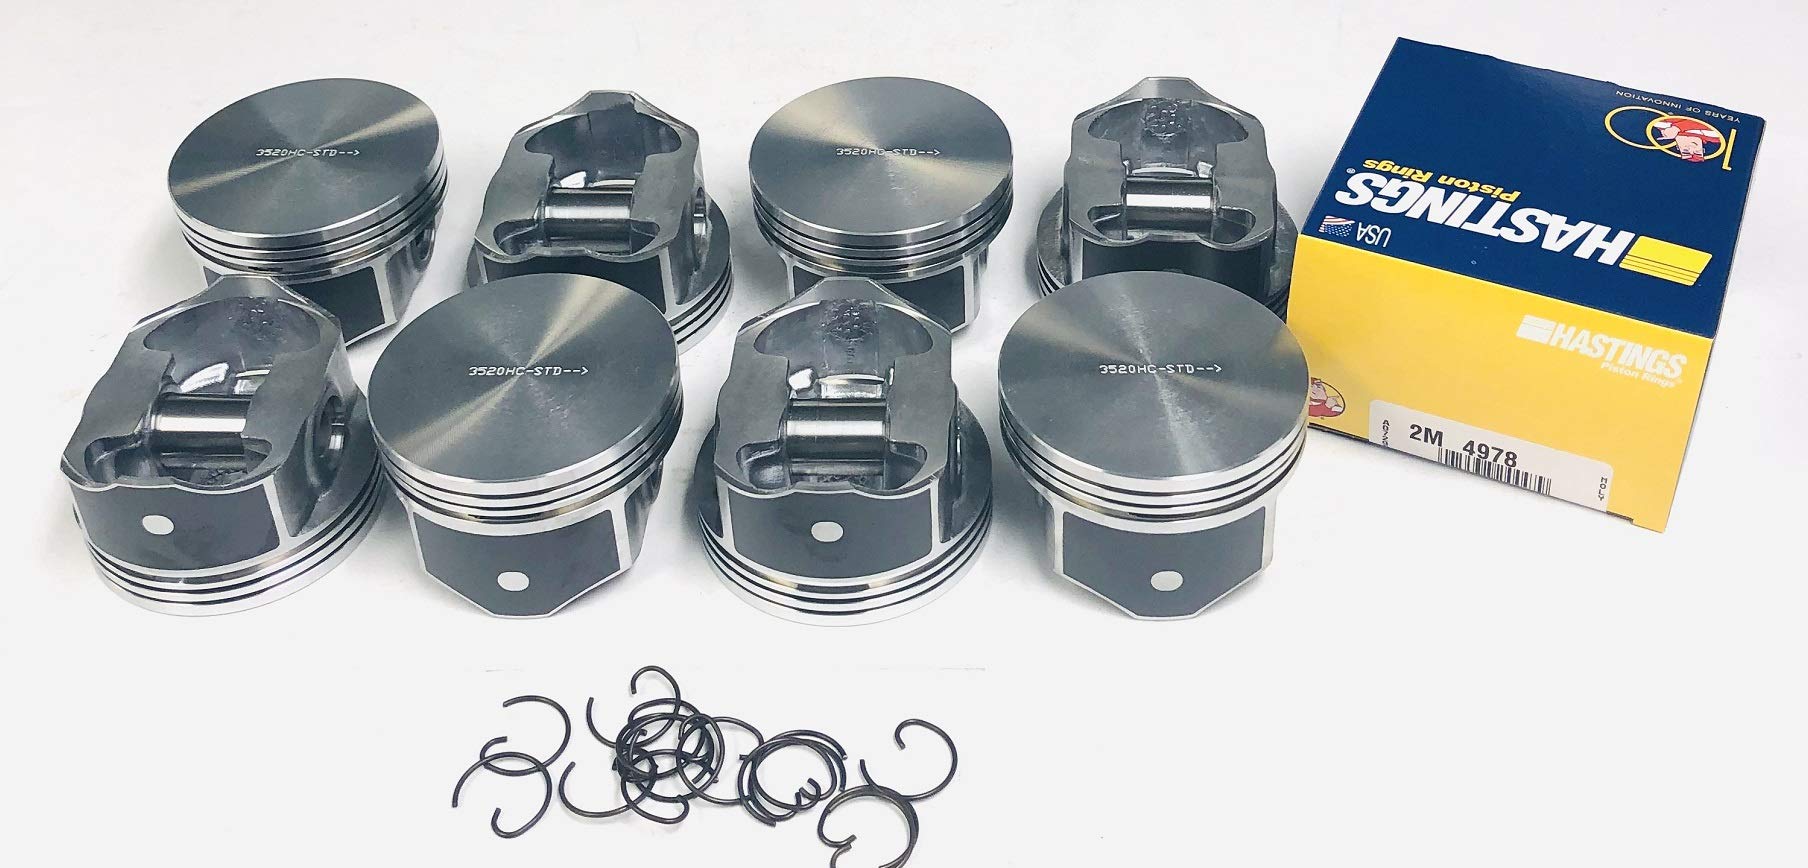 3520HC-STD-->
3520HC-STD-->
3520HC-STD-->
3520HC-STD-->
100
YEARS OF INNOVATION
HASTINGS®
Piston Rings
USA
HASTINGS
Piston Rings®
2M 4978
MOLY